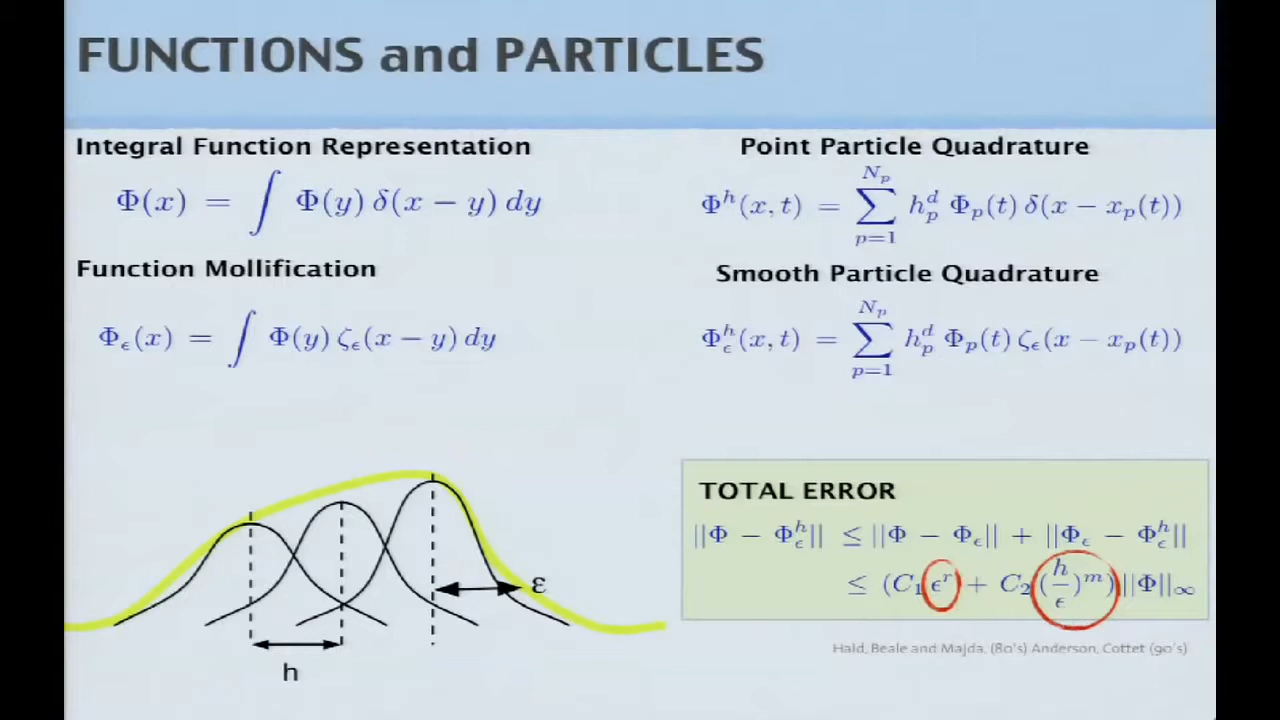 FUNCTIONS and PARTICLES
Integral Function Representation
Φ(x) = ∫ Φ(y) δ(x − y) dy
Function Mollification
Φ_ϵ(x) = ∫ Φ(y) ζ_ϵ(x − y) dy
Point Particle Quadrature
Φ^h(x, t) = ∑_{p=1}^{N_p} h_p^d Φ_p(t) δ(x − x_p(t))
Smooth Particle Quadrature
Φ_ϵ^h(x, t) = ∑_{p=1}^{N_p} h_p^d Φ_p(t) ζ_ϵ(x − x_p(t))
ε
h
TOTAL ERROR
||Φ − Φ_ϵ^h|| ≤ ||Φ − Φ_ϵ|| + ||Φ_ϵ − Φ_ϵ^h||
≤ (C_1 ϵ^r + C_2 (h/ϵ)^m) ||Φ||_∞
Hald, Beale and Majda, (80's) Anderson, Cottet (90's)